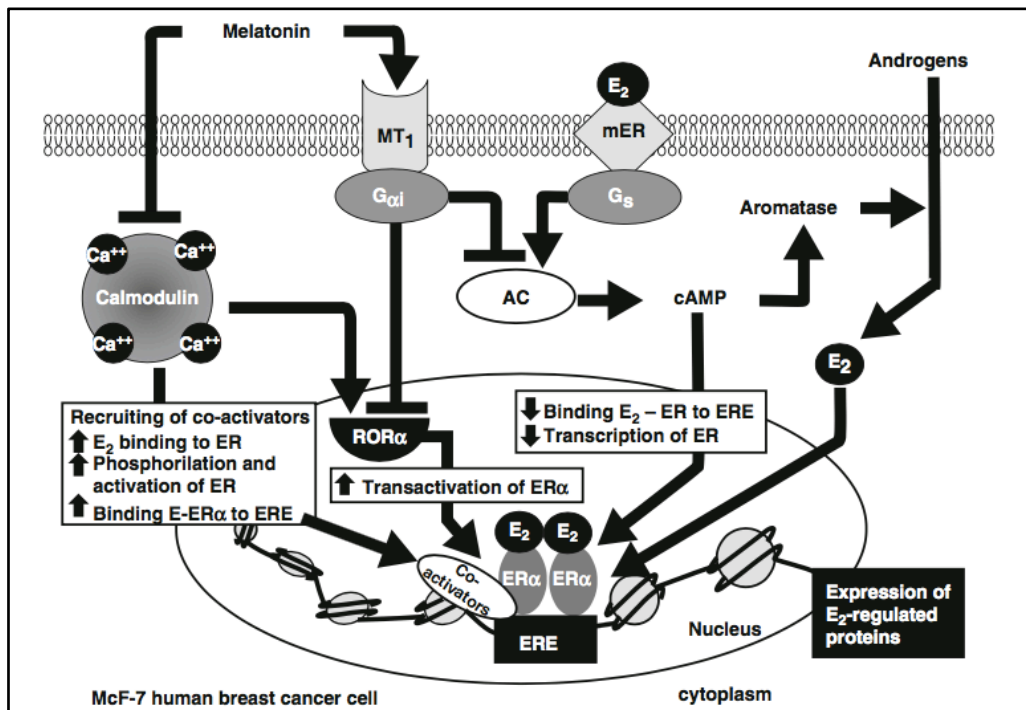 Melatonin
Androgens
E2
MT1
mER
Gαi
Gs
Aromatase
Ca++
Ca++
Calmodulin
AC
cAMP
Ca++
Ca++
E2
Recruiting of co-activators
E2 binding to ER
Phosphorilation and
activation of ER
Binding E-ERα to ERE
RORα
Binding E2 – ER to ERE
Transcription of ER
Transactivation of ERα
E2
E2
ERα
ERα
Co-
activators
ERE
Nucleus
Expression of
E2-regulated
proteins
McF-7 human breast cancer cell
cytoplasm